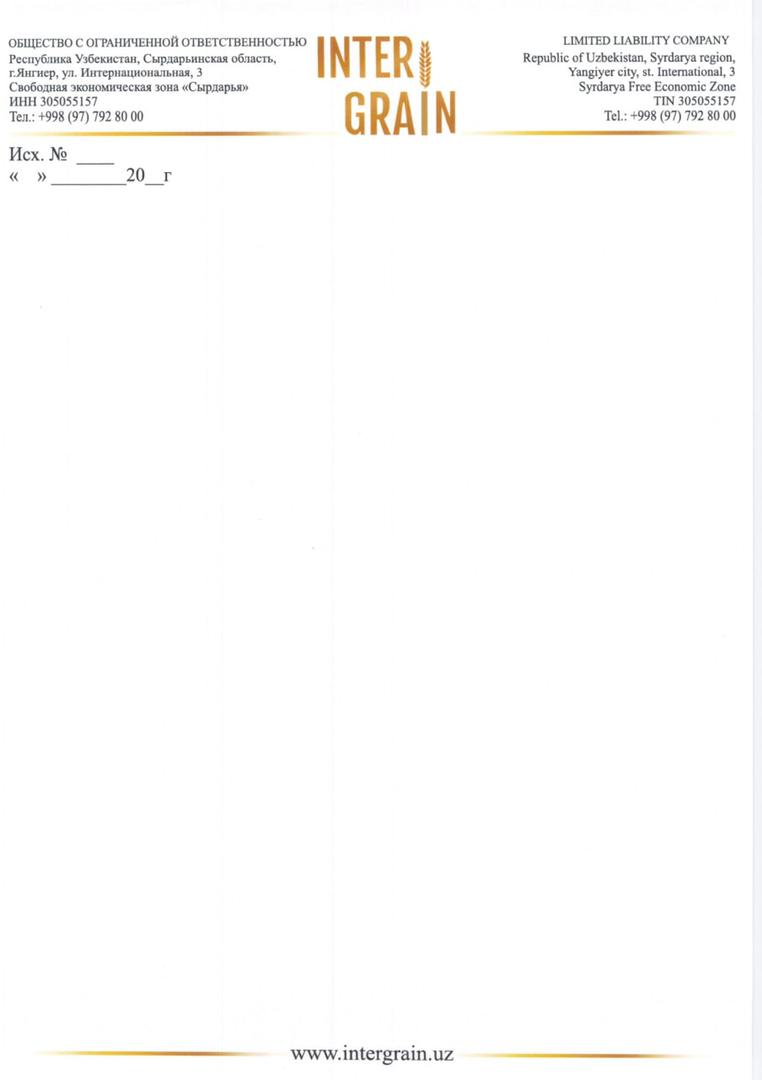 ОБЩЕСТВО С ОГРАНИЧЕННОЙ ОТВЕТСТВЕННОСТЬЮ
Республика Узбекистан, Сырдарьинская область,
г.Янгиер, ул. Интернациональная, 3
Свободная экономическая зона «Сырдарья»
ИНН 305055157
Тел.: +998 (97) 792 80 00
INTER
GRAIN
LIMITED LIABILITY COMPANY
Republic of Uzbekistan, Syrdarya region,
Yangiyer city, st. International, 3
Syrdarya Free Economic Zone
TIN 305055157
Tel.: +998 (97) 792 80 00
Исх. № ____
«   » ________20__г
www.intergrain.uz